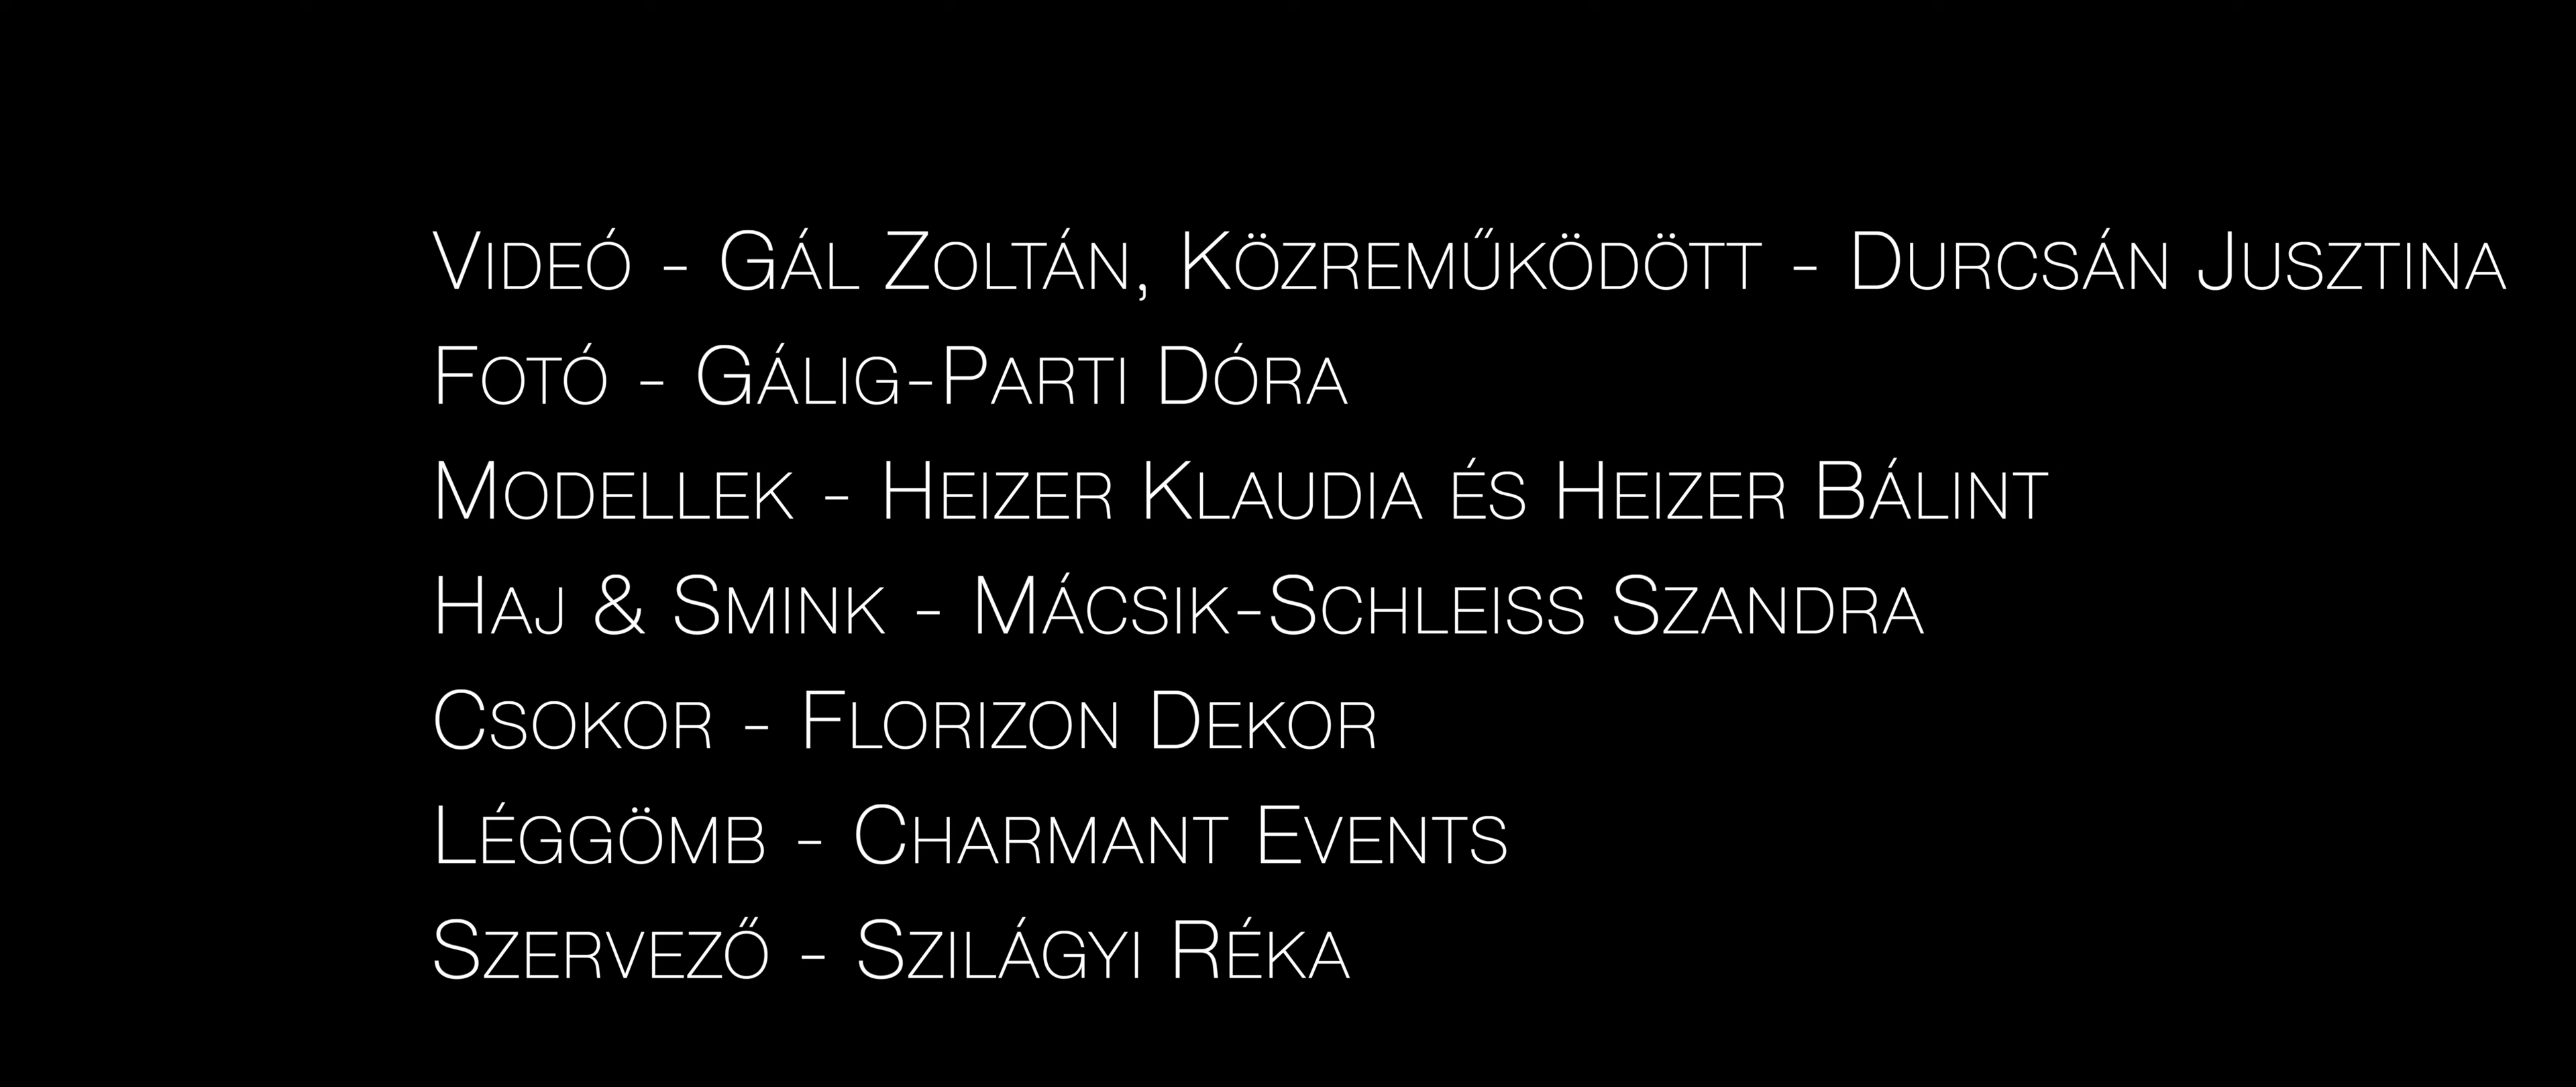 Videó - Gál Zoltán, Közreműködött - Durcsán Jusztina
Fotó - Gálig-Parti Dóra
Modellek - Heizer Klaudia és Heizer Bálint
Haj & Smink - Mácsik-Schleiss Szandra
Csokor - Florizon Dekor
Léggömb - Charmant Events
Szervező - Szilágyi Réka